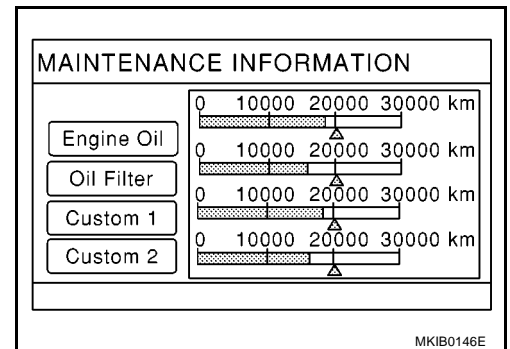 MAINTENANCE INFORMATION
0 10000 20000 30000 km
Engine Oil
0 10000 20000 30000 km
Oil Filter
0 10000 20000 30000 km
Custom 1
0 10000 20000 30000 km
Custom 2
MKIB0146E